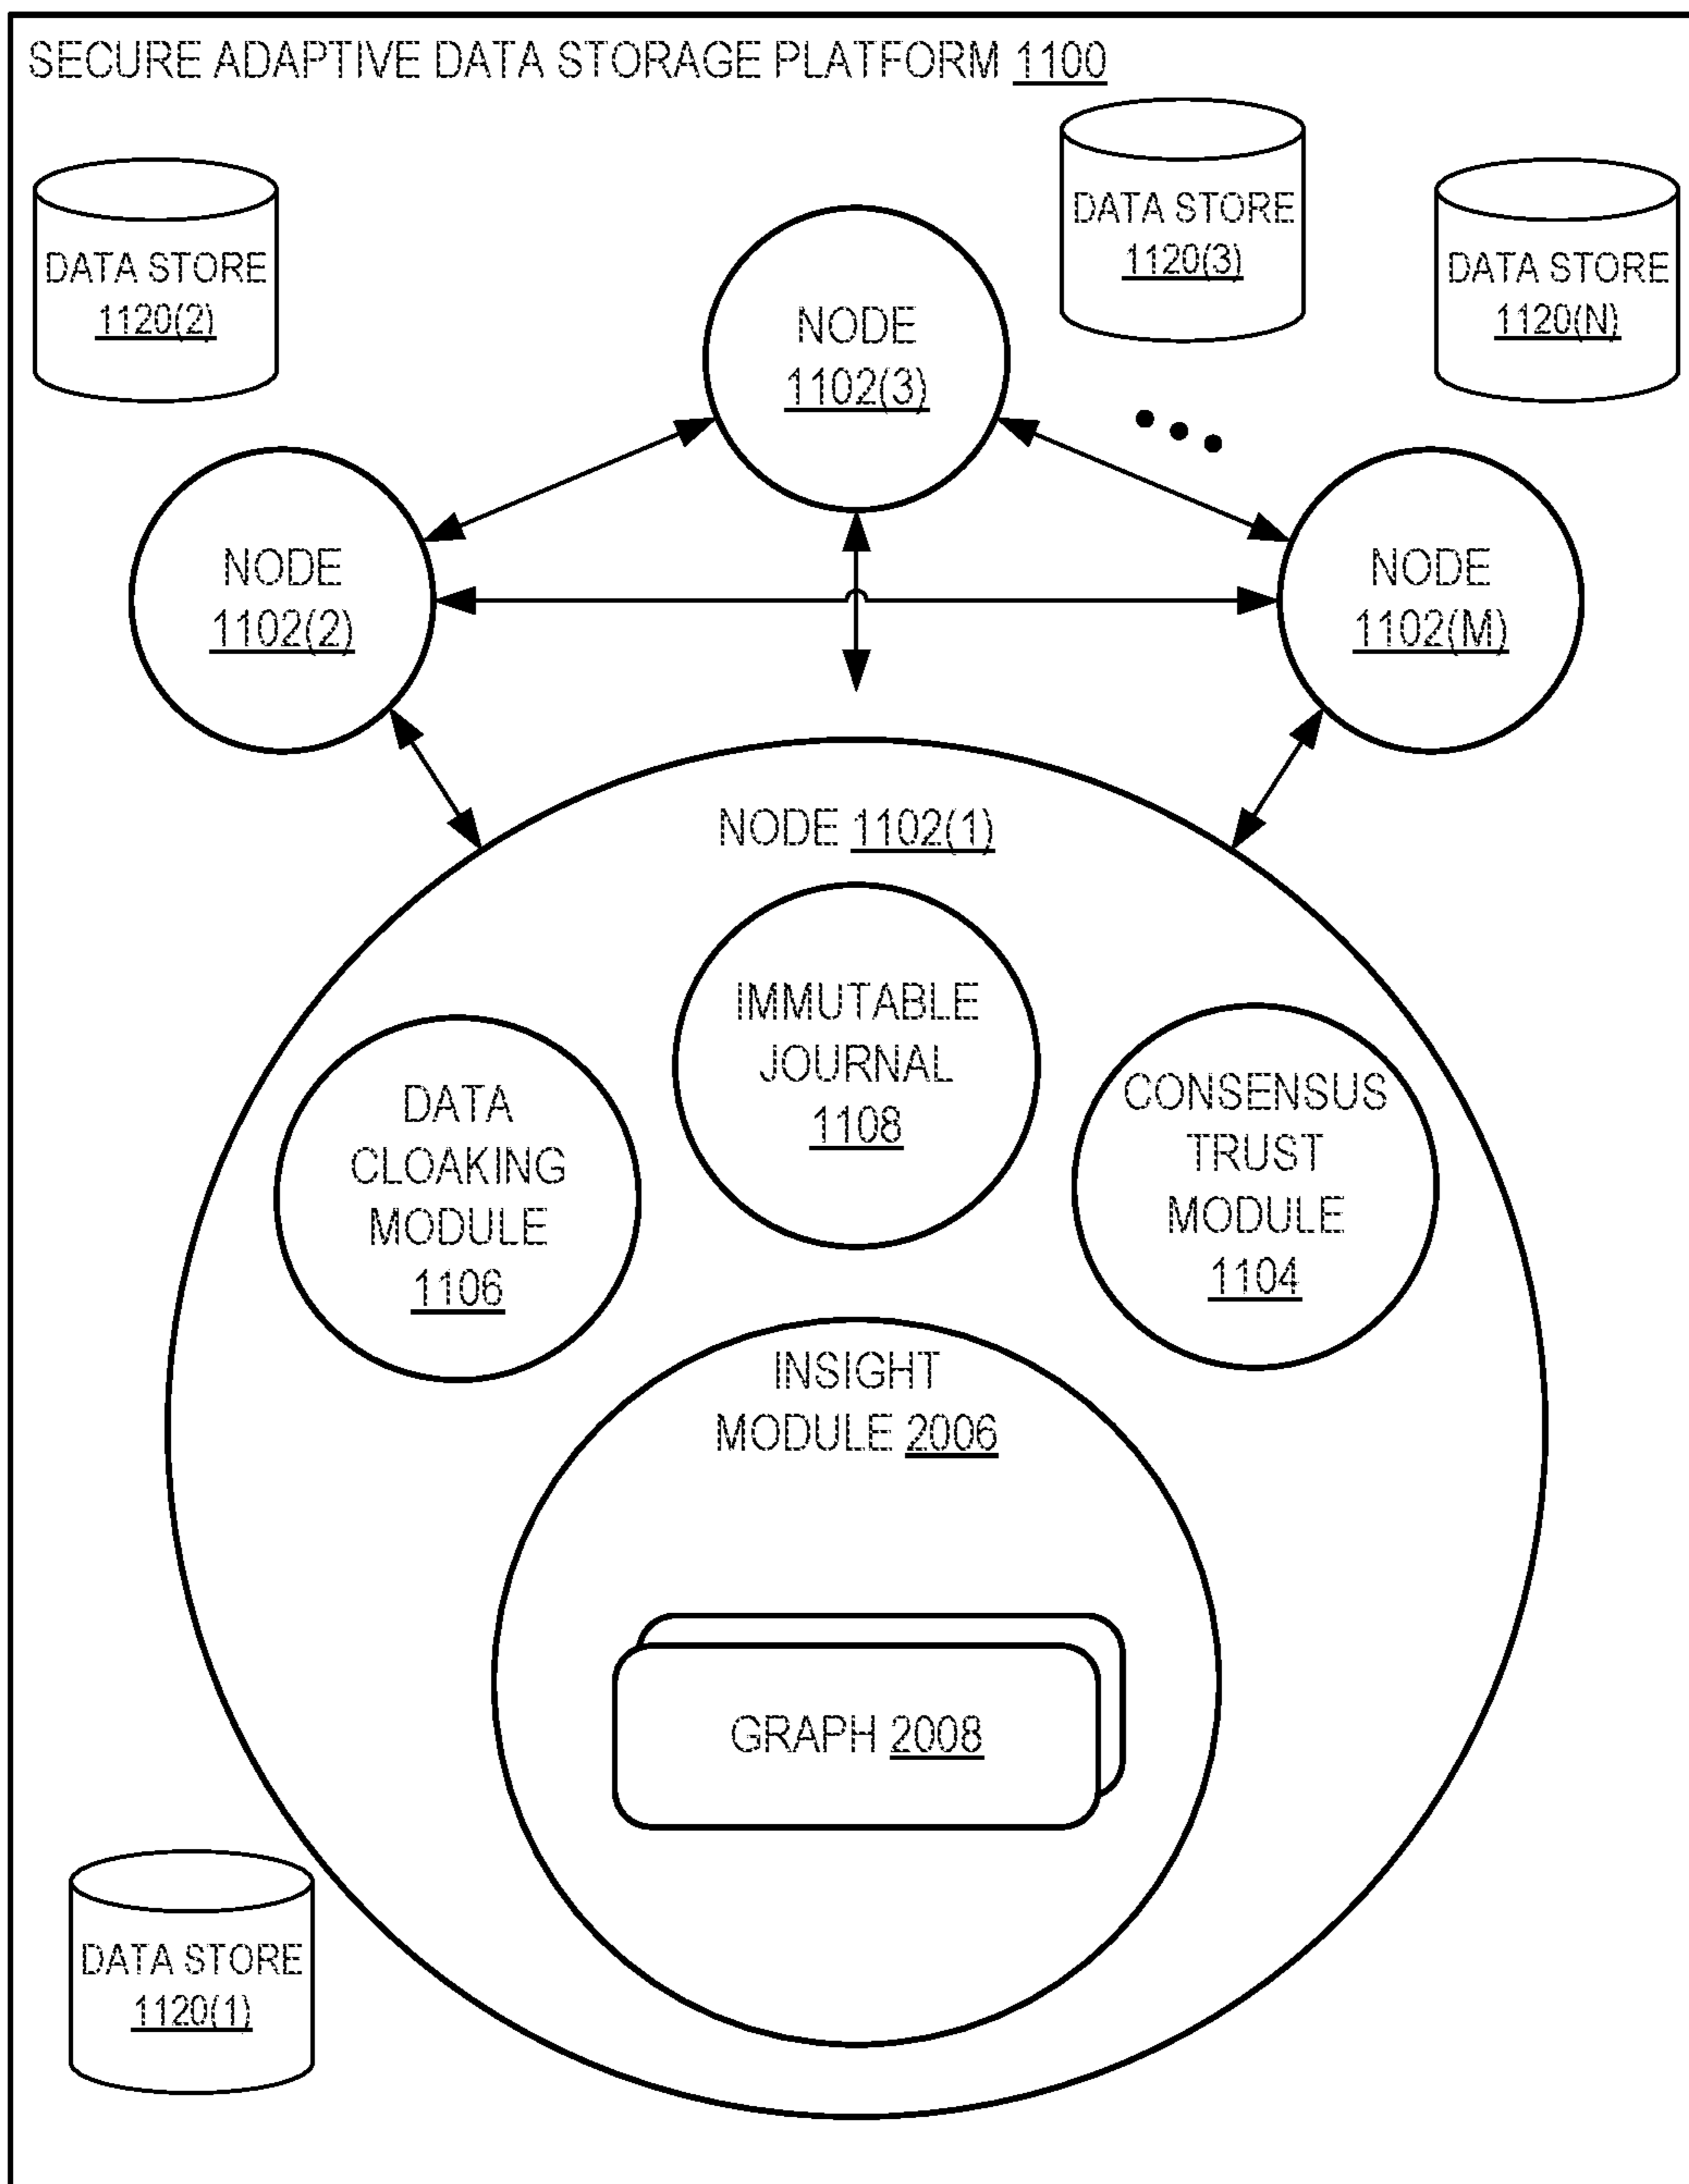 SECURE ADAPTIVE DATA STORAGE PLATFORM 1100
DATA STORE
1120(2)
DATA STORE
1120(3)
DATA STORE
1120(N)
NODE
1102(3)
NODE
1102(2)
NODE
1102(M)
NODE 1102(1)
IMMUTABLE
JOURNAL
1108
DATA
CLOAKING
MODULE
1106
CONSENSUS
TRUST
MODULE
1104
INSIGHT
MODULE 2006
GRAPH 2008
DATA STORE
1120(1)